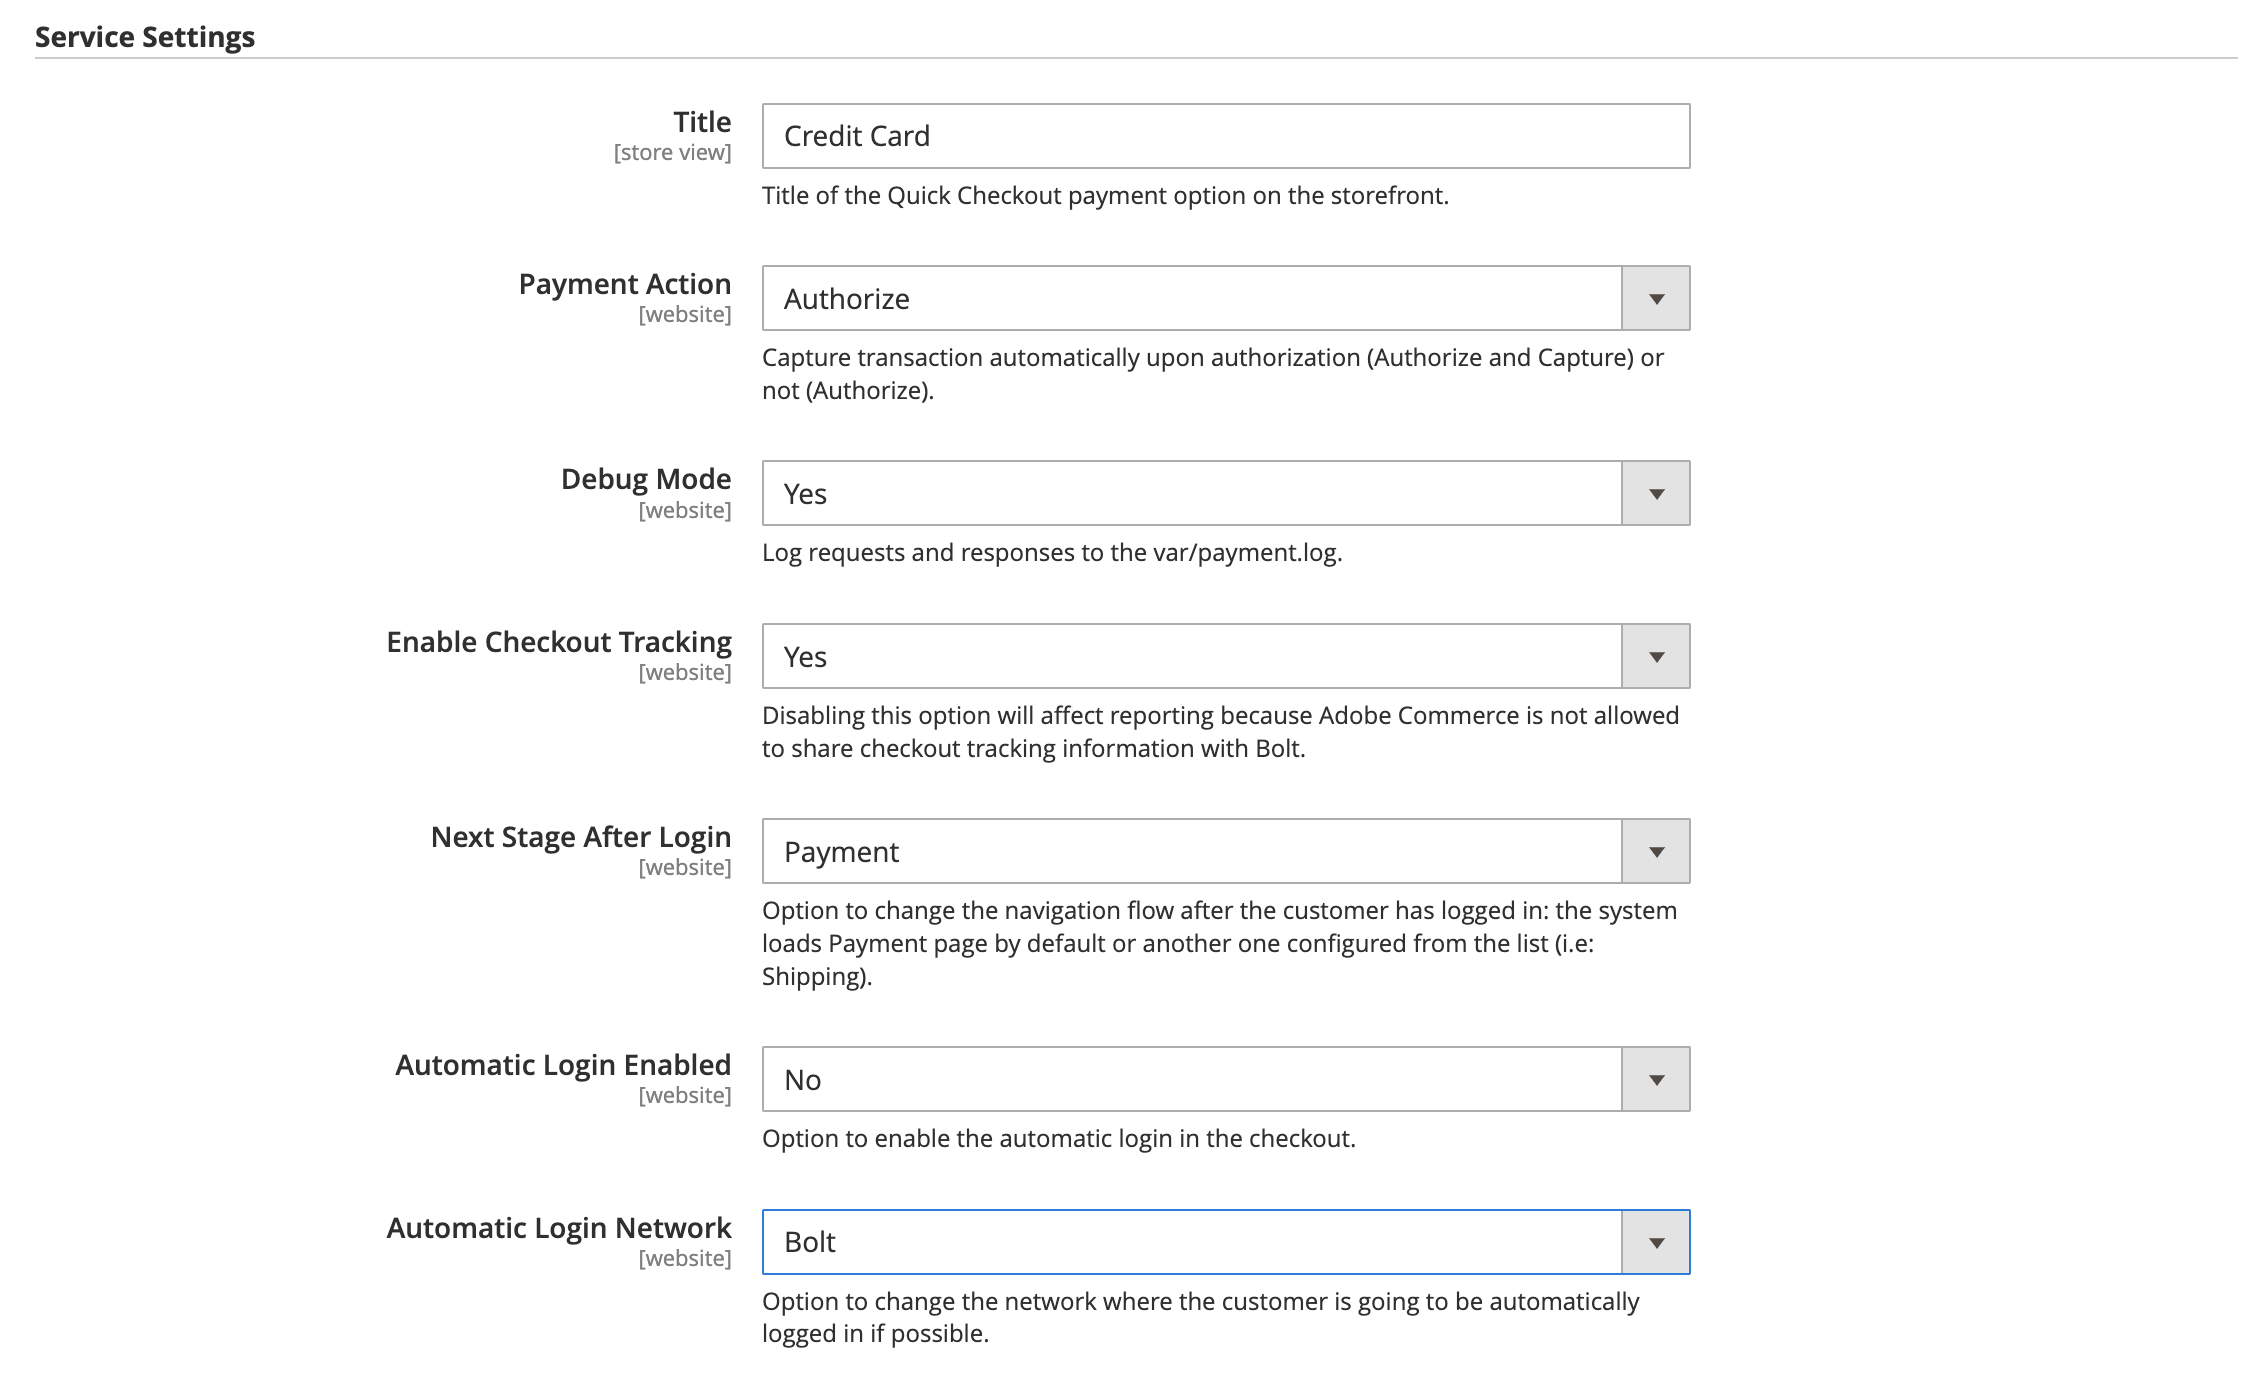 Service Settings
Title
[store view]
Credit Card
Title of the Quick Checkout payment option on the storefront.
Payment Action
[website]
Authorize
Capture transaction automatically upon authorization (Authorize and Capture) or
not (Authorize).
Debug Mode
[website]
Yes
Log requests and responses to the var/payment.log.
Enable Checkout Tracking
[website]
Yes
Disabling this option will affect reporting because Adobe Commerce is not allowed
to share checkout tracking information with Bolt.
Next Stage After Login
[website]
Payment
Option to change the navigation flow after the customer has logged in: the system
loads Payment page by default or another one configured from the list (i.e:
Shipping).
Automatic Login Enabled
[website]
No
Option to enable the automatic login in the checkout.
Automatic Login Network
[website]
Bolt
Option to change the network where the customer is going to be automatically
logged in if possible.